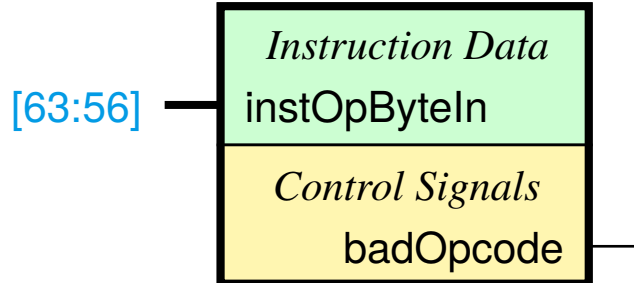 Instruction Data
[63:56] instOpByteIn
Control Signals
badOpcode